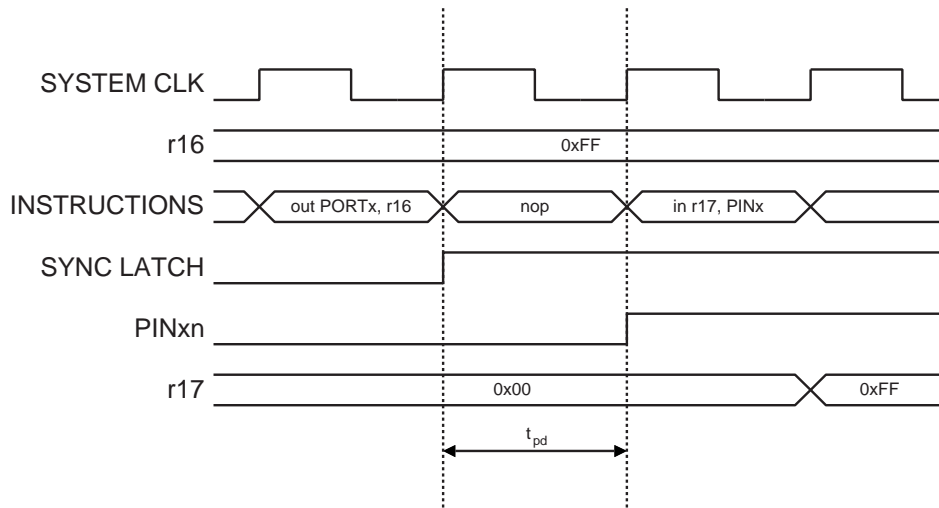 SYSTEM CLK
r16
0xFF
INSTRUCTIONS
out PORTx, r16
nop
in r17, PINx
SYNC LATCH
PINxn
r17
0x00
0xFF
tpd